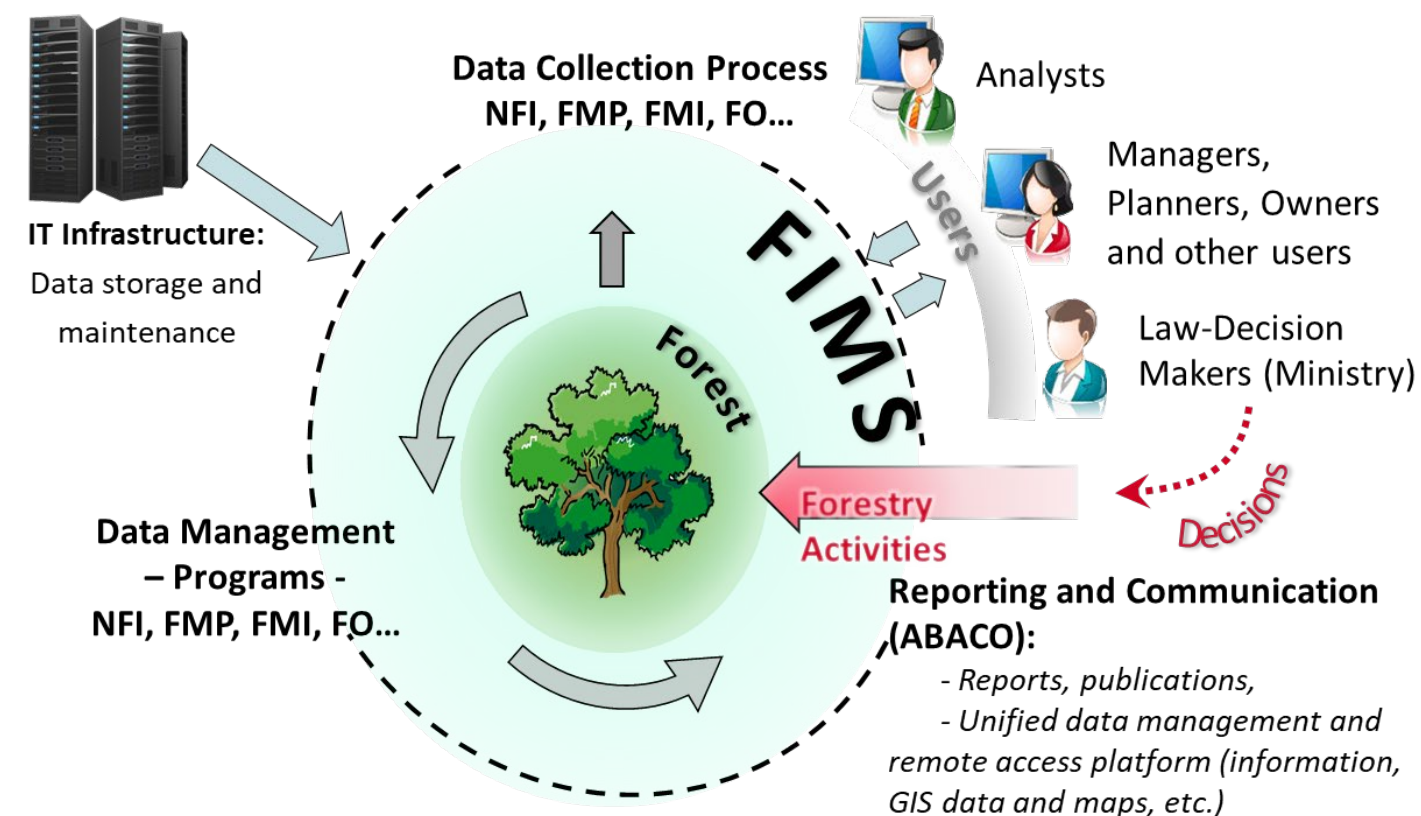 Data Collection Process
NFI, FMP, FMI, FO…
Analysts
Users
Managers,
Planners, Owners
and other users
IT Infrastructure:
Data storage and
maintenance
FIMS
Forest
Law-Decision
Makers (Ministry)
Forestry
Activities
Decisions
Data Management
– Programs -
NFI, FMP, FMI, FO…
Reporting and Communication
(ABACO):
- Reports, publications,
- Unified data management and
remote access platform (information,
GIS data and maps, etc.)